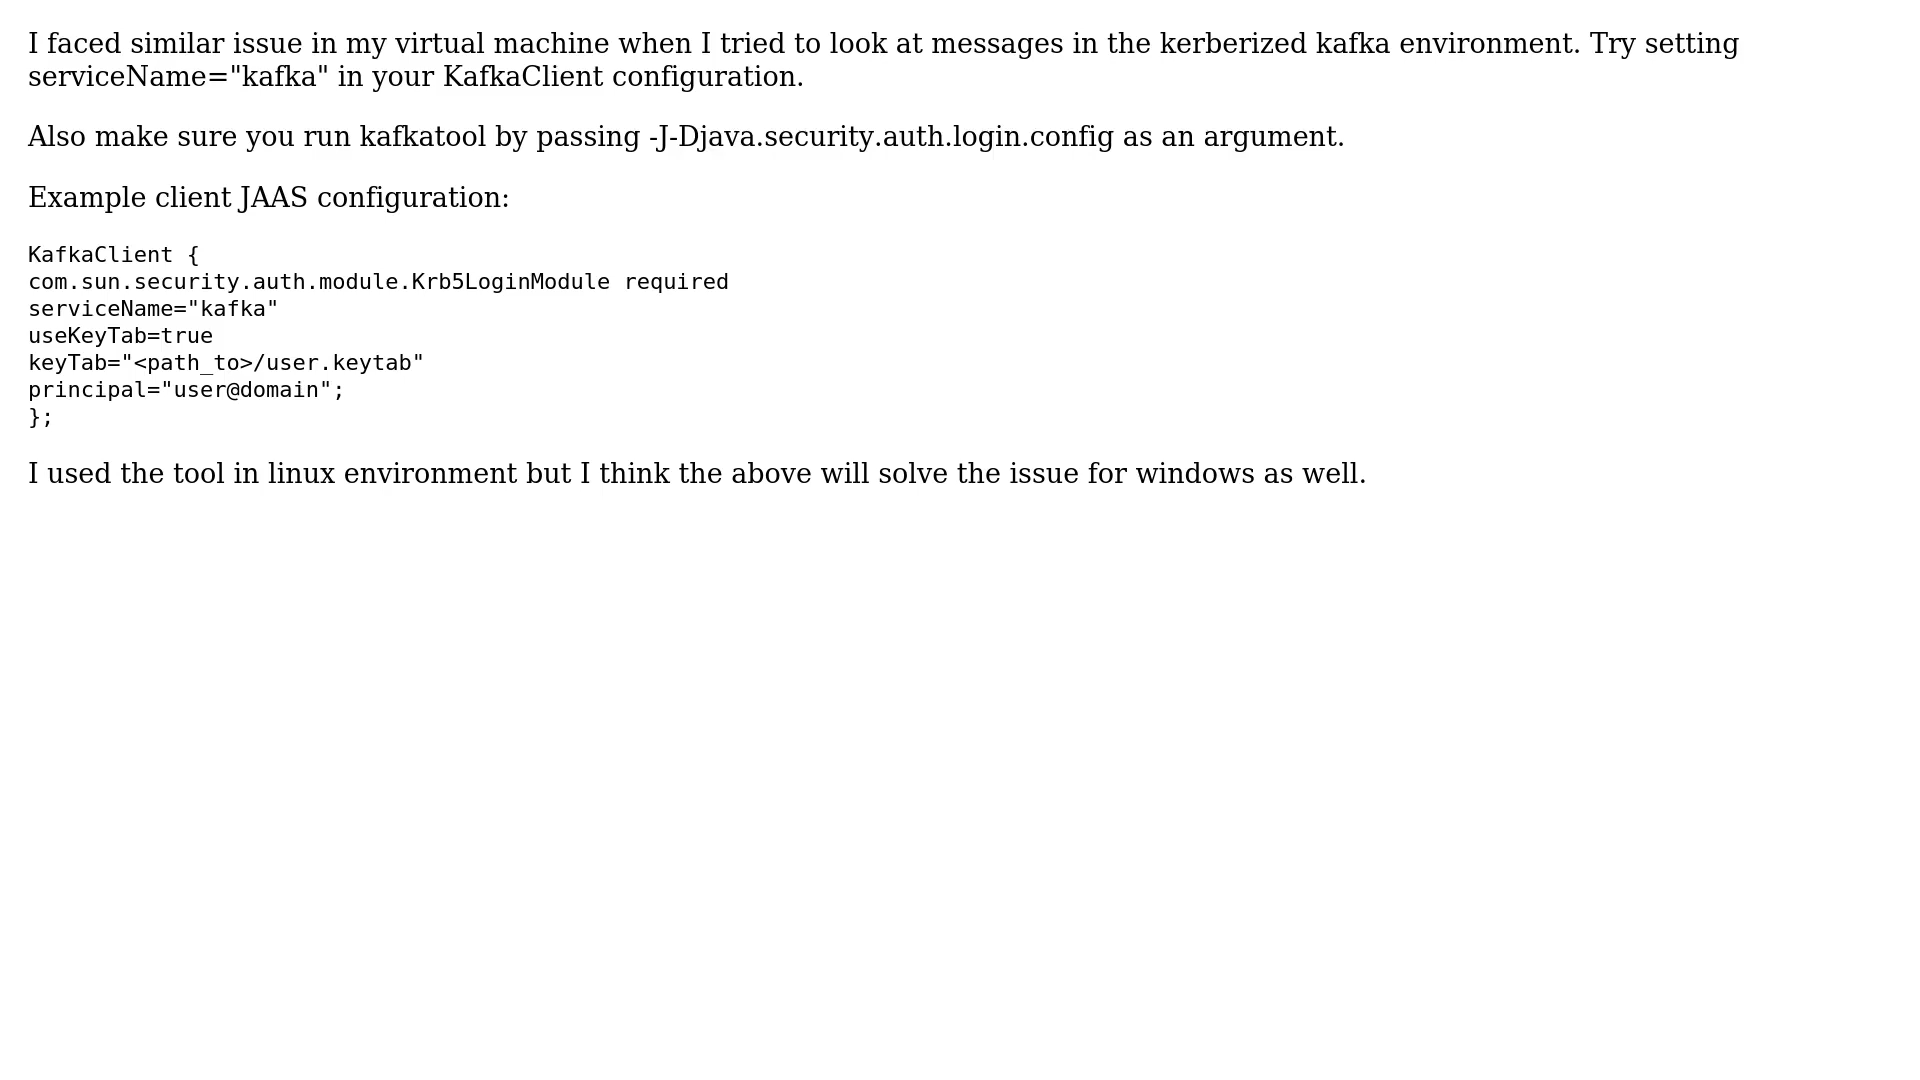 I faced similar issue in my virtual machine when I tried to look at messages in the kerberized kafka environment. Try setting
serviceName="kafka" in your KafkaClient configuration.
Also make sure you run kafkatool by passing -J-Djava.security.auth.login.config as an argument.
Example client JAAS configuration:
KafkaClient {
com.sun.security.auth.module.Krb5LoginModule required
serviceName="kafka"
useKeyTab=true
keyTab="<path_to>/user.keytab"
principal="user@domain";
};
I used the tool in linux environment but I think the above will solve the issue for windows as well.